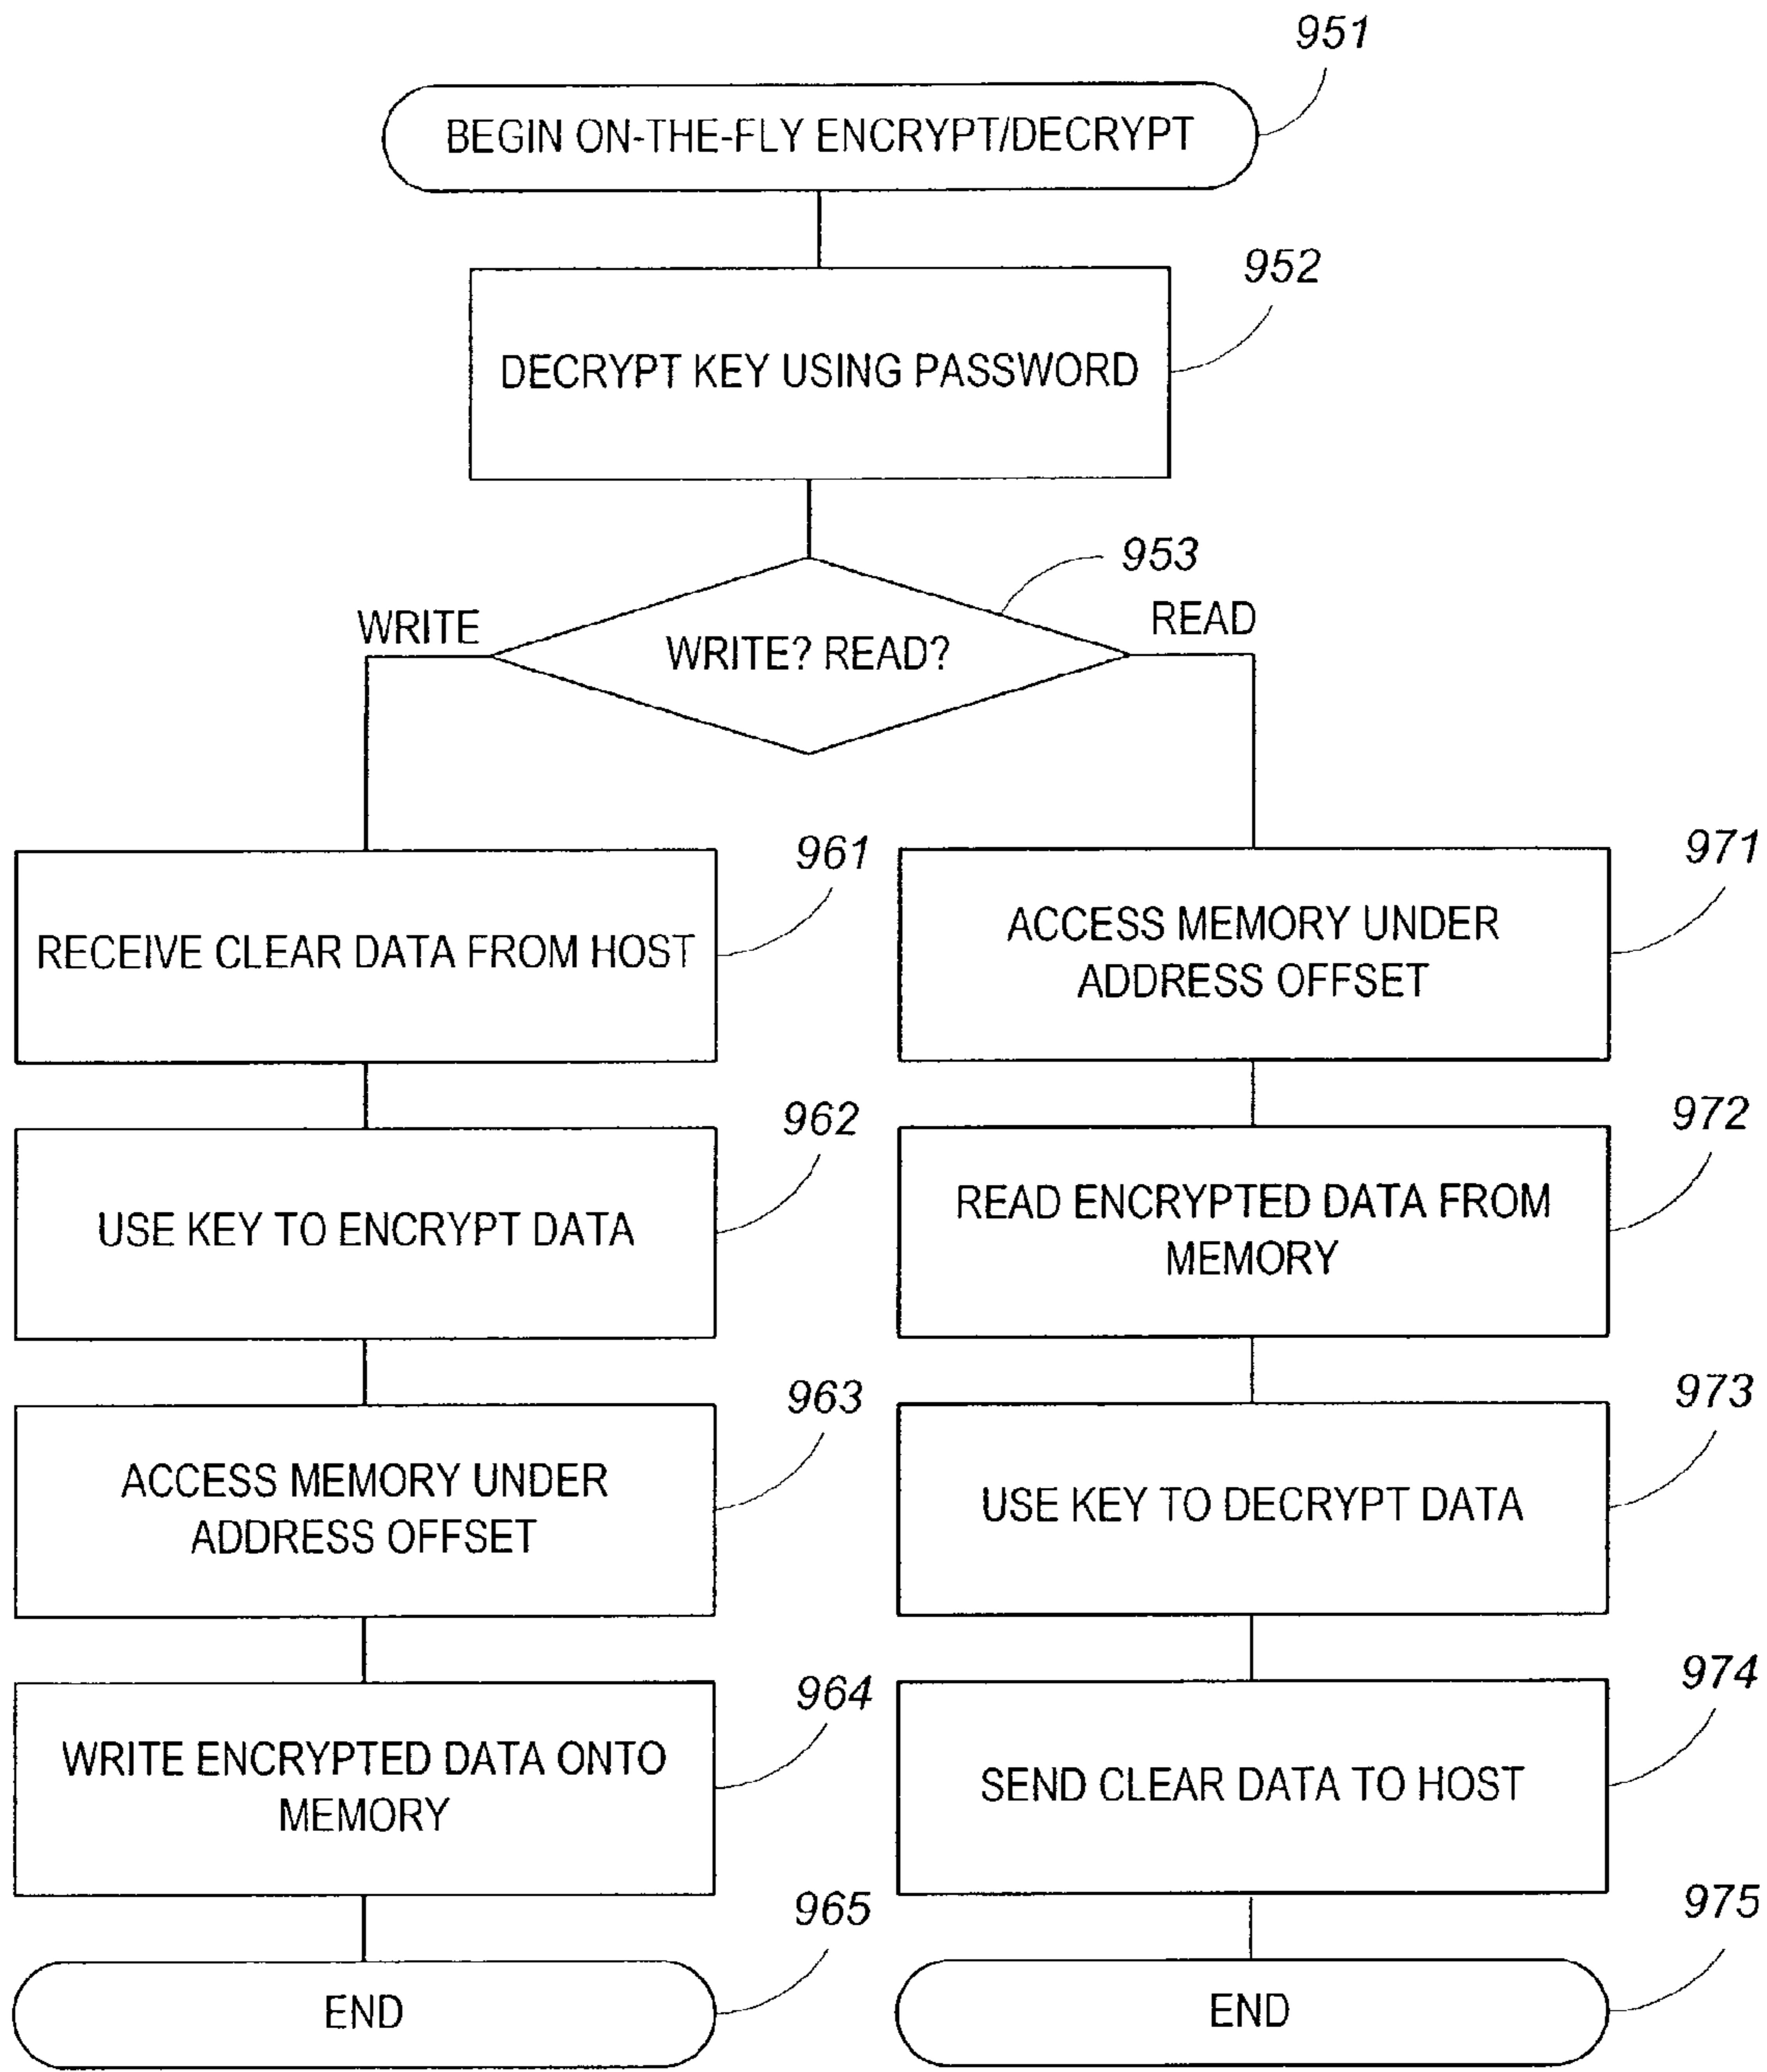 951
BEGIN ON-THE-FLY ENCRYPT/DECRYPT
952
DECRYPT KEY USING PASSWORD
953
WRITE
READ
WRITE? READ?
961
RECEIVE CLEAR DATA FROM HOST
962
USE KEY TO ENCRYPT DATA
963
ACCESS MEMORY UNDER
ADDRESS OFFSET
964
WRITE ENCRYPTED DATA ONTO
MEMORY
965
END
971
ACCESS MEMORY UNDER
ADDRESS OFFSET
972
READ ENCRYPTED DATA FROM
MEMORY
973
USE KEY TO DECRYPT DATA
974
SEND CLEAR DATA TO HOST
975
END